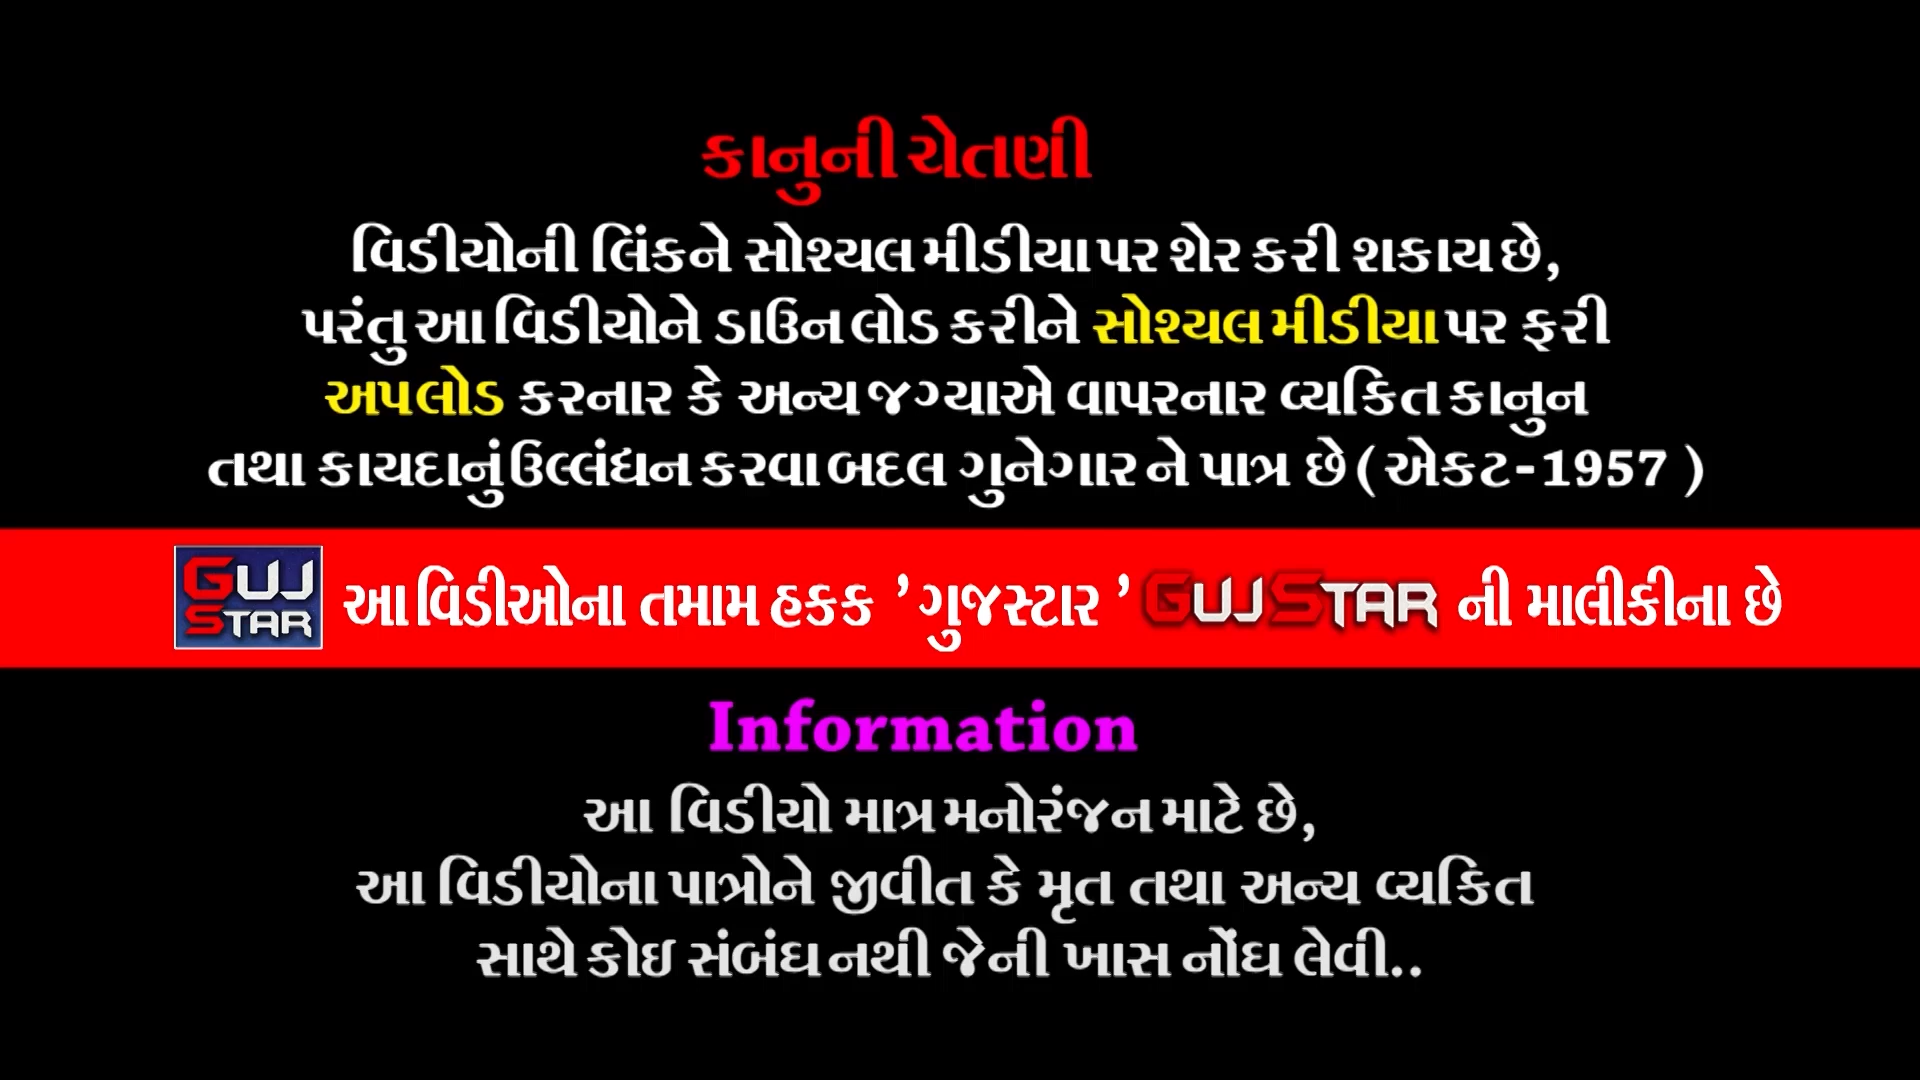 કાનુની ચેતણી
વિડીયોની લિંકને સોશ્યલ મીડીયા પર શેર કરી શકાય છે,
પરંતુ આ વિડીયોને ડાઉન લોડ કરીને સોશ્યલ મીડીયા પર ફરી
અપલોડ કરનાર કે અન્ય જગ્યાએ વાપરનાર વ્યકિત કાનુન
તથા કાયદાનું ઉલ્લંઘન કરવા બદલ ગુનેગાર ને પાત્ર છે ( એકટ-1957 )
GUJ STAR આ વિડીઓના તમામ હકક ’ ગુજસ્ટાર ’ GUJSTAR ની માલીકીના છે
Information
આ વિડીયો માત્ર મનોરંજન માટે છે,
આ વિડીયોના પાત્રોને જીવીત કે મૃત તથા અન્ય વ્યકિત
સાથે કોઇ સંબંઘ નથી જેની ખાસ નોંઘ લેવી..